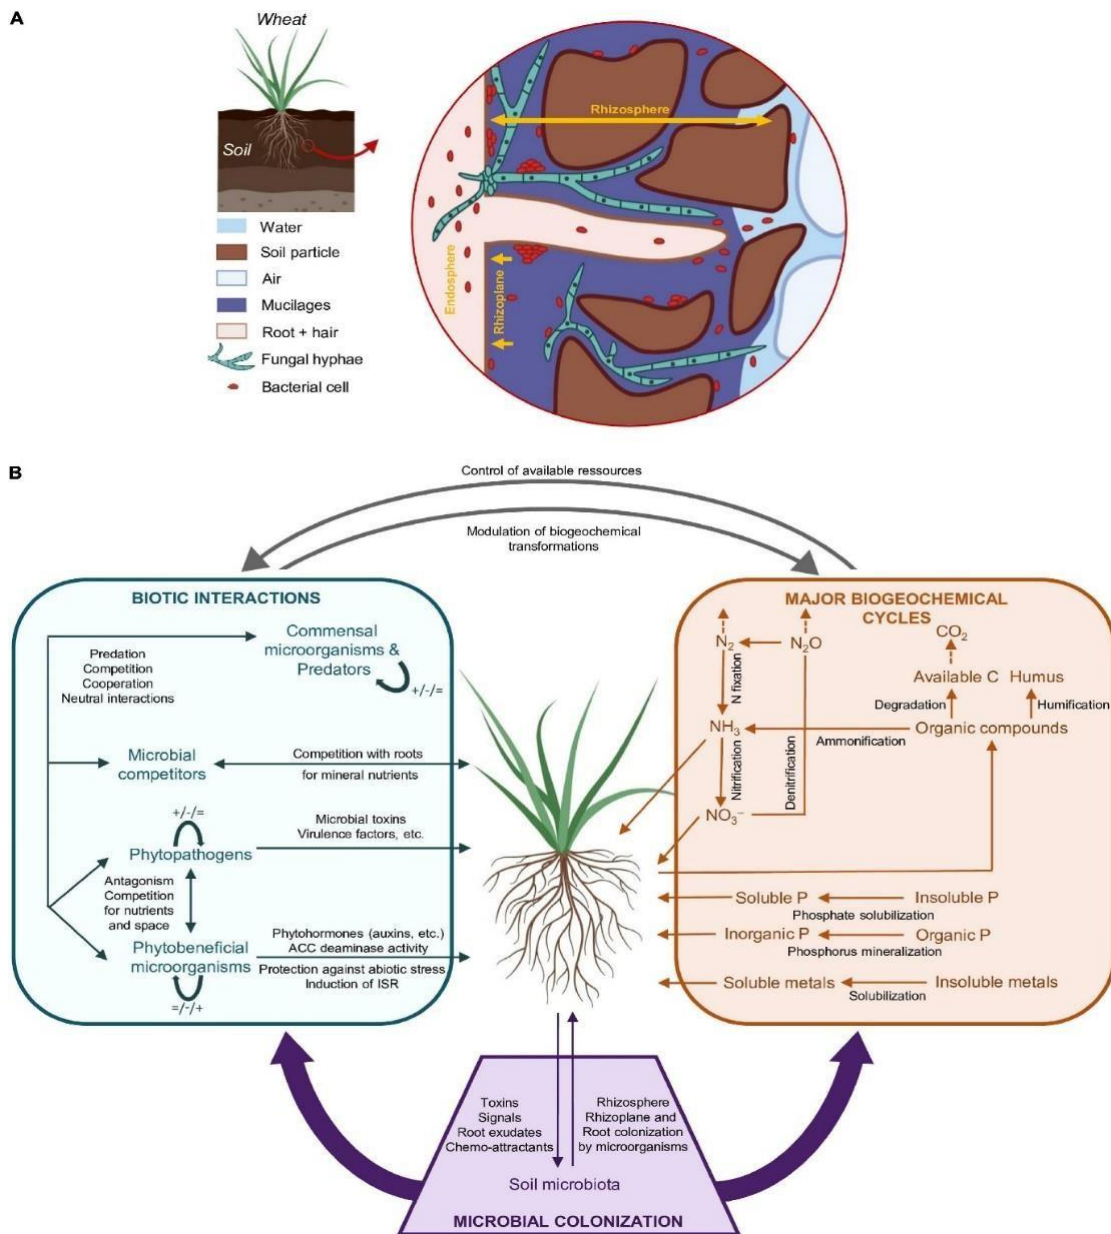 A
Wheat
Soil
Water
Soil particle
Air
Mucilages
Root + hair
Fungal hyphae
Bacterial cell
Rhizosphere
Endosphere
Rhizoplane
B
Control of available ressources
Modulation of biogeochemical
transformations
BIOTIC INTERACTIONS
Predation
Competition
Cooperation
Neutral interactions
Commensal
microorganisms &
Predators
+/-/=
Microbial
competitors
Competition with roots
for mineral nutrients
+/-/=
Phytopathogens
Microbial toxins
Virulence factors, etc.
Antagonism
Competition
for nutrients
and space
Phytobeneficial
microorganisms
Phytohormones (auxins, etc.)
ACC deaminase activity
Protection against abiotic stress
Induction of ISR
=/-/+
MAJOR BIOGEOCHEMICAL
CYCLES
N₂
N₂O
CO₂
N fixation
Available C
Humus
Degradation
Humification
NH₃
Ammonification
Organic compounds
Nitrification
Denitrification
NO₃⁻
Soluble P
Insoluble P
Phosphate solubilization
Inorganic P
Organic P
Phosphorus mineralization
Soluble metals
Insoluble metals
Solubilization
Toxins
Signals
Root exudates
Chemo-attractants
Rhizosphere
Rhizoplane and
Root colonization
by microorganisms
Soil microbiota
MICROBIAL COLONIZATION